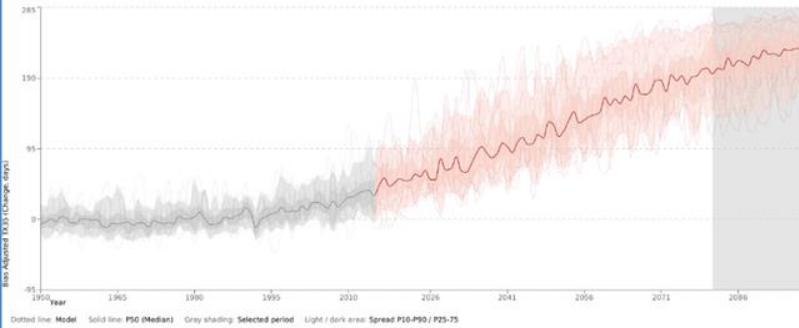 285
190
95
0
-95
Bias Adjusted TX35 (Change, days)
1950 1965 1980 1995 2010 2026 2041 2056 2071 2086
Year
Dotted line: Model Solid line: P50 (Median) Gray shading: Selected period Light / dark area: Spread P10-P90 / P25-75